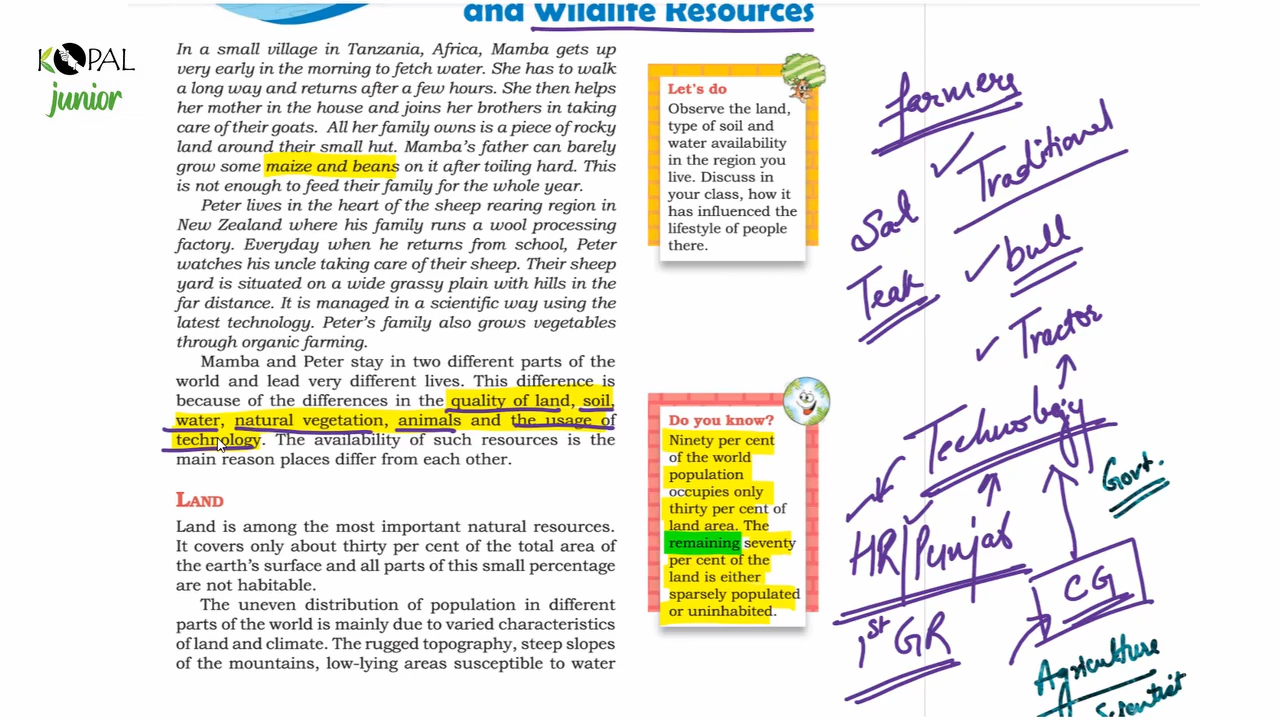 and Wildlife Resources
KOPAL
junior
In a small village in Tanzania, Africa, Mamba gets up
very early in the morning to fetch water. She has to walk
a long way and returns after a few hours. She then helps
her mother in the house and joins her brothers in taking
care of their goats. All her family owns is a piece of rocky
land around their small hut. Mamba's father can barely
grow some maize and beans on it after toiling hard. This
is not enough to feed their family for the whole year.
Peter lives in the heart of the sheep rearing region in
New Zealand where his family runs a wool processing
factory. Everyday when he returns from school, Peter
watches his uncle taking care of their sheep. Their sheep
yard is situated on a wide grassy plain with hills in the
far distance. It is managed in a scientific way using the
latest technology. Peter's family also grows vegetables
through organic farming.
Mamba and Peter stay in two different parts of the
world and lead very different lives. This difference is
because of the differences in the quality of land, soil,
water, natural vegetation, animals and the usage of
technology. The availability of such resources is the
main reason places differ from each other.
LAND
Land is among the most important natural resources.
It covers only about thirty per cent of the total area of
the earth's surface and all parts of this small percentage
are not habitable.
The uneven distribution of population in different
parts of the world is mainly due to varied characteristics
of land and climate. The rugged topography, steep slopes
of the mountains, low-lying areas susceptible to water
Let's do
Observe the land,
type of soil and
water availability
in the region you
live. Discuss in
your class, how it
has influenced the
lifestyle of people
there.
Do you know?
Ninety per cent
of the world
population
occupies only
thirty per cent of
land area. The
remaining seventy
per cent of the
land is either
sparsely populated
or uninhabited.
farmers
Traditional
Sal
Teak
bull
Tractor
Technology
Govt.
HR Punjab
CG
1st GR
Agriculture
Scientist